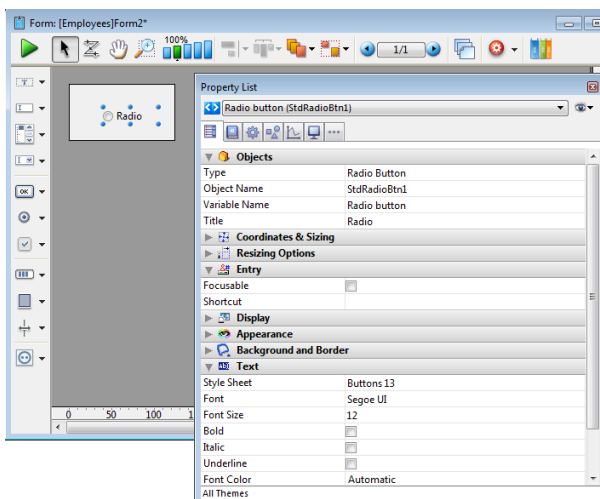 Form: [Employees]Form2*
100%
1/1
Radio
Property List
Radio button (StdRadioBtn1)
Objects
Type Radio Button
Object Name StdRadioBtn1
Variable Name Radio button
Title Radio
Coordinates & Sizing
Resizing Options
Entry
Focusable
Shortcut
Display
Appearance
Background and Border
Text
Style Sheet Buttons 13
Font Segoe UI
Font Size 12
Bold
Italic
Underline
Font Color Automatic
All Themes
OK
0 50 100 1